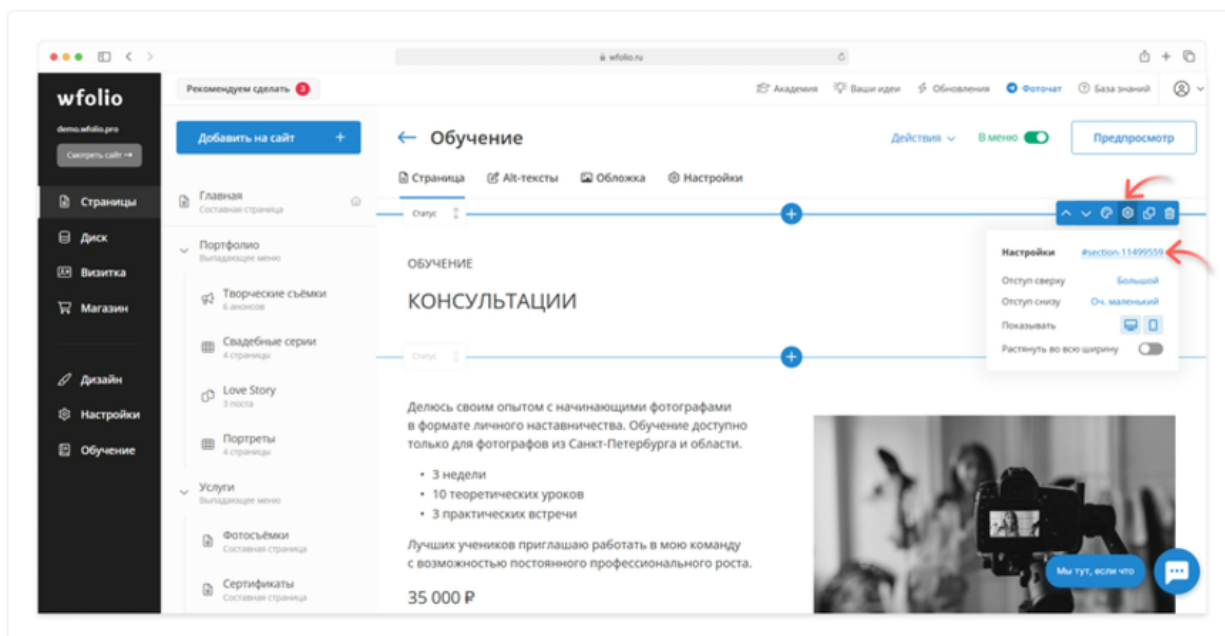 wfolio.ru
wfolio
demo.wfolio.pro
Смотреть сайт →
Страницы
Диск
Визитка
Магазин
Дизайн
Настройки
Обучение
Рекомендуем сделать 3
Академия Ваши идеи Обновления Фоточат База знаний
Добавить на сайт +
Главная
Составная страница
Портфолио
Выпадающее меню
Творческие съёмки
6 анонсов
Свадебные серии
4 страницы
Love Story
3 поста
Портреты
4 страницы
Услуги
Выпадающее меню
Фотосъёмки
Составная страница
Сертификаты
Составная страница
← Обучение
Действия В меню Предпросмотр
Страница Alt-тексты Обложка Настройки
Статус
ОБУЧЕНИЕ
КОНСУЛЬТАЦИИ
Настройки #section-11499559
Отступ сверху Большой
Отступ снизу Оч. маленький
Показывать
Растянуть во всю ширину
Статус
Делюсь своим опытом с начинающими фотографами
в формате личного наставничества. Обучение доступно
только для фотографов из Санкт-Петербурга и области.
• 3 недели
• 10 теоретических уроков
• 3 практических встречи
Лучших учеников приглашаю работать в мою команду
с возможностью постоянного профессионального роста.
35 000 ₽
Мы тут, если что